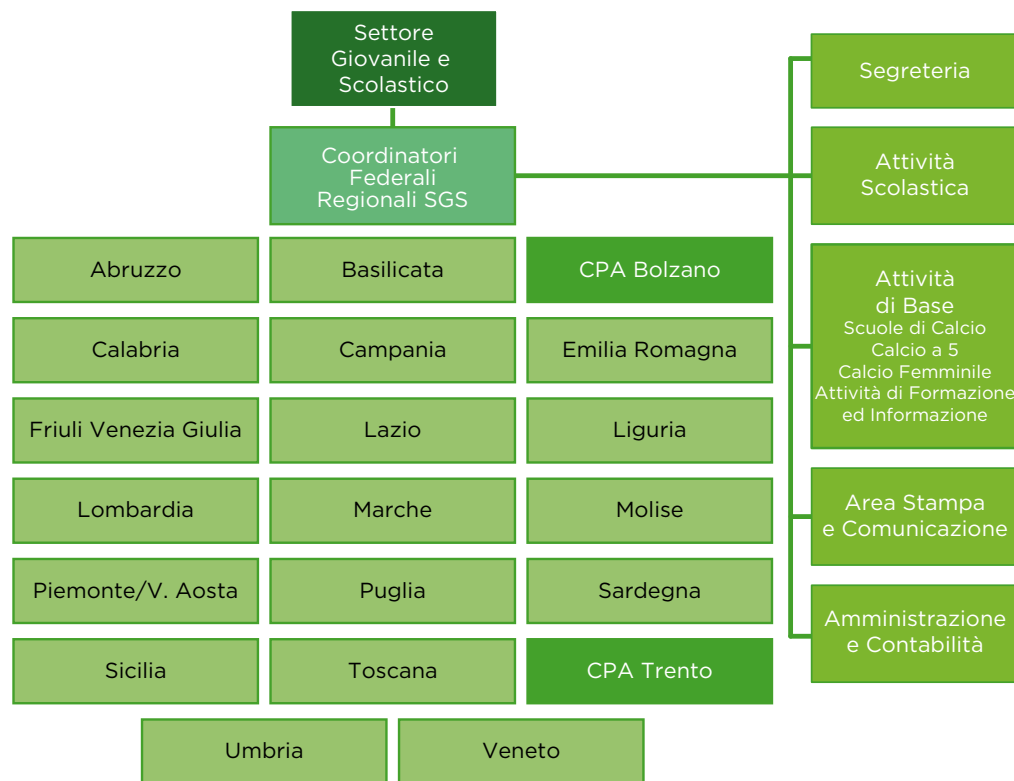 Settore
Giovanile e
Scolastico
Coordinatori
Federali
Regionali SGS
Abruzzo
Basilicata
CPA Bolzano
Calabria
Campania
Emilia Romagna
Friuli Venezia Giulia
Lazio
Liguria
Lombardia
Marche
Molise
Piemonte/V. Aosta
Puglia
Sardegna
Sicilia
Toscana
CPA Trento
Umbria
Veneto
Segreteria
Attività
Scolastica
Attività
di Base
Scuole di Calcio
Calcio a 5
Calcio Femminile
Attività di Formazione
ed Informazione
Area Stampa
e Comunicazione
Amministrazione
e Contabilità